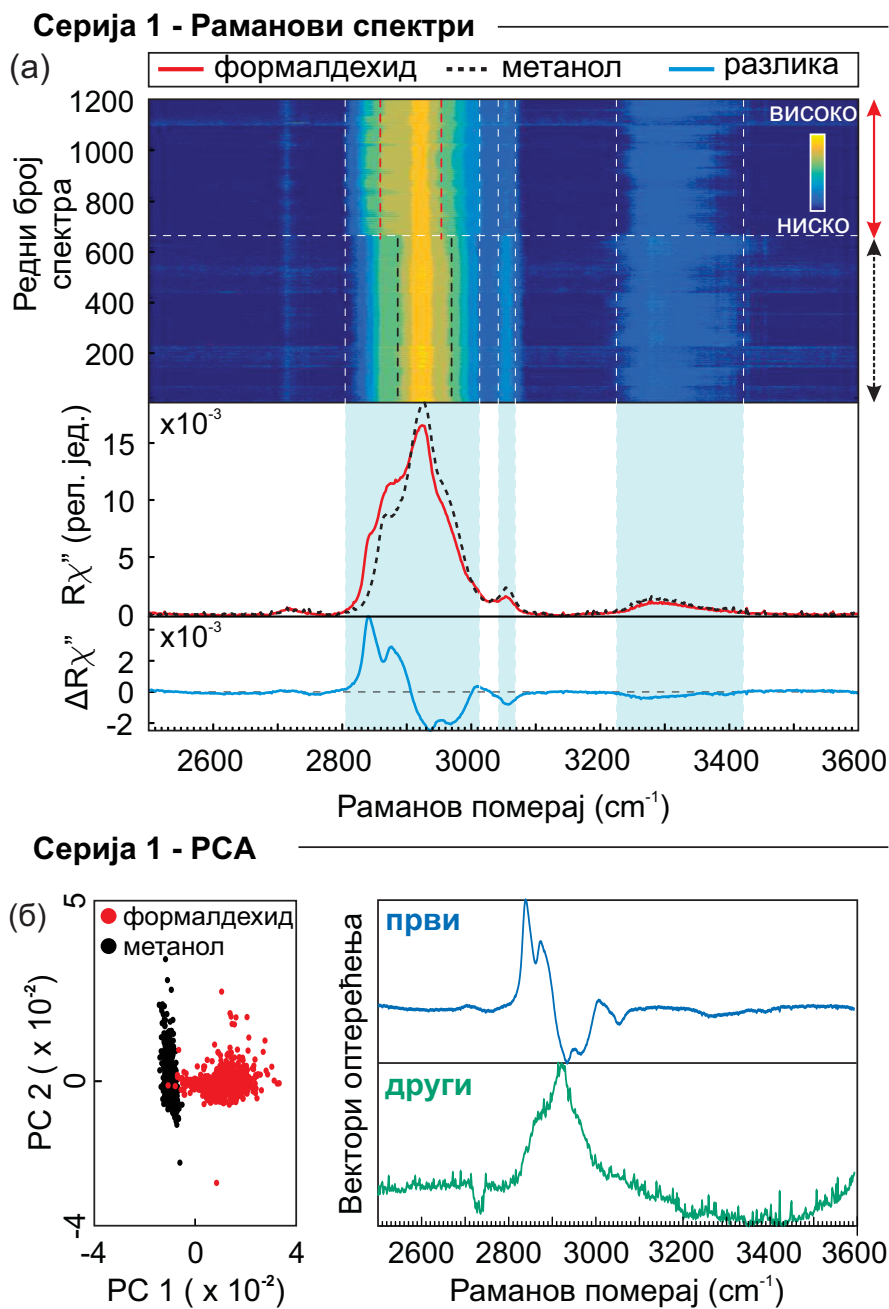 Серија 1 - Раманови спектри
(а)
формалдехид метанол разлика
1200
1000
800
600
400
200
Редни број
спектра
високо
ниско
x10⁻³
15
10
5
0
Rχ” (рел. јед.)
x10⁻³
2
0
-2
ΔRχ”
2600 2800 3000 3200 3400 3600
Раманов померај (cm⁻¹)
Серија 1 - PCA
(б)
формалдехид
метанол
5
0
-4
PC 2 ( x 10⁻²)
-4 0 4
PC 1 ( x 10⁻²)
први
други
Вектори оптерећења
2600 2800 3000 3200 3400 3600
Раманов померај (cm⁻¹)